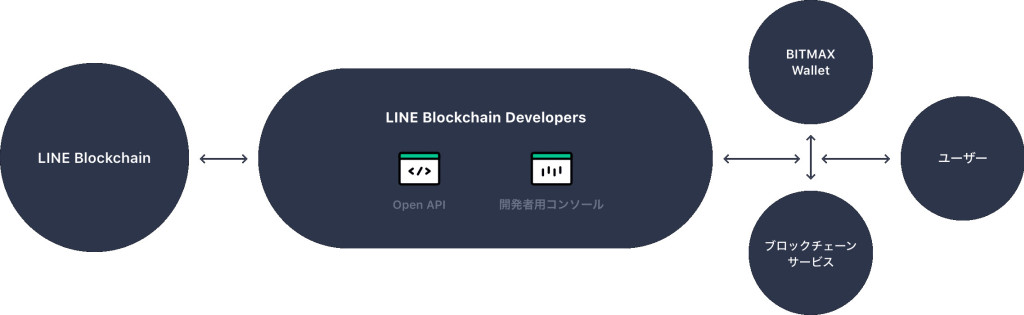 LINE Blockchain
LINE Blockchain Developers
</>
Open API
開発者用コンソール
BITMAX
Wallet
ブロックチェーン
サービス
ユーザー